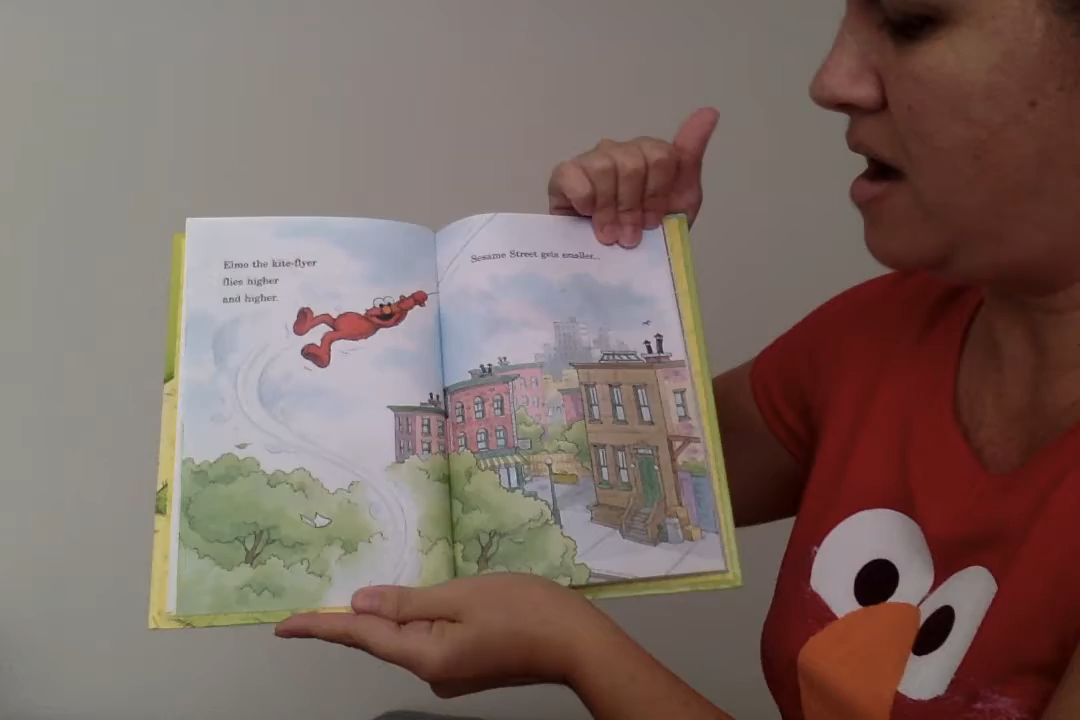 Elmo the kite-flyer
flies higher
and higher.
Sesame Street gets smaller...